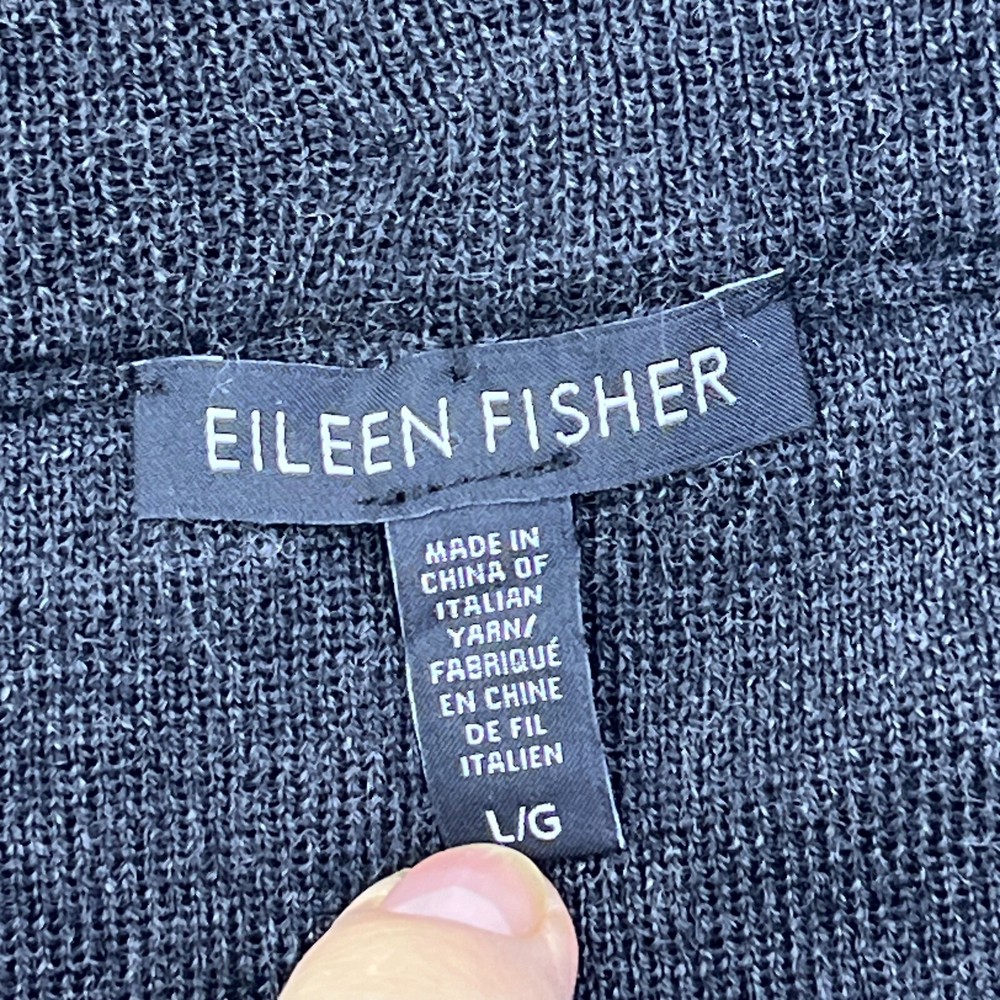 EILEEN FISHER
MADE IN
CHINA OF
ITALIAN
YARN/
FABRIQUÉ
EN CHINE
DE FIL
ITALIEN
L/G